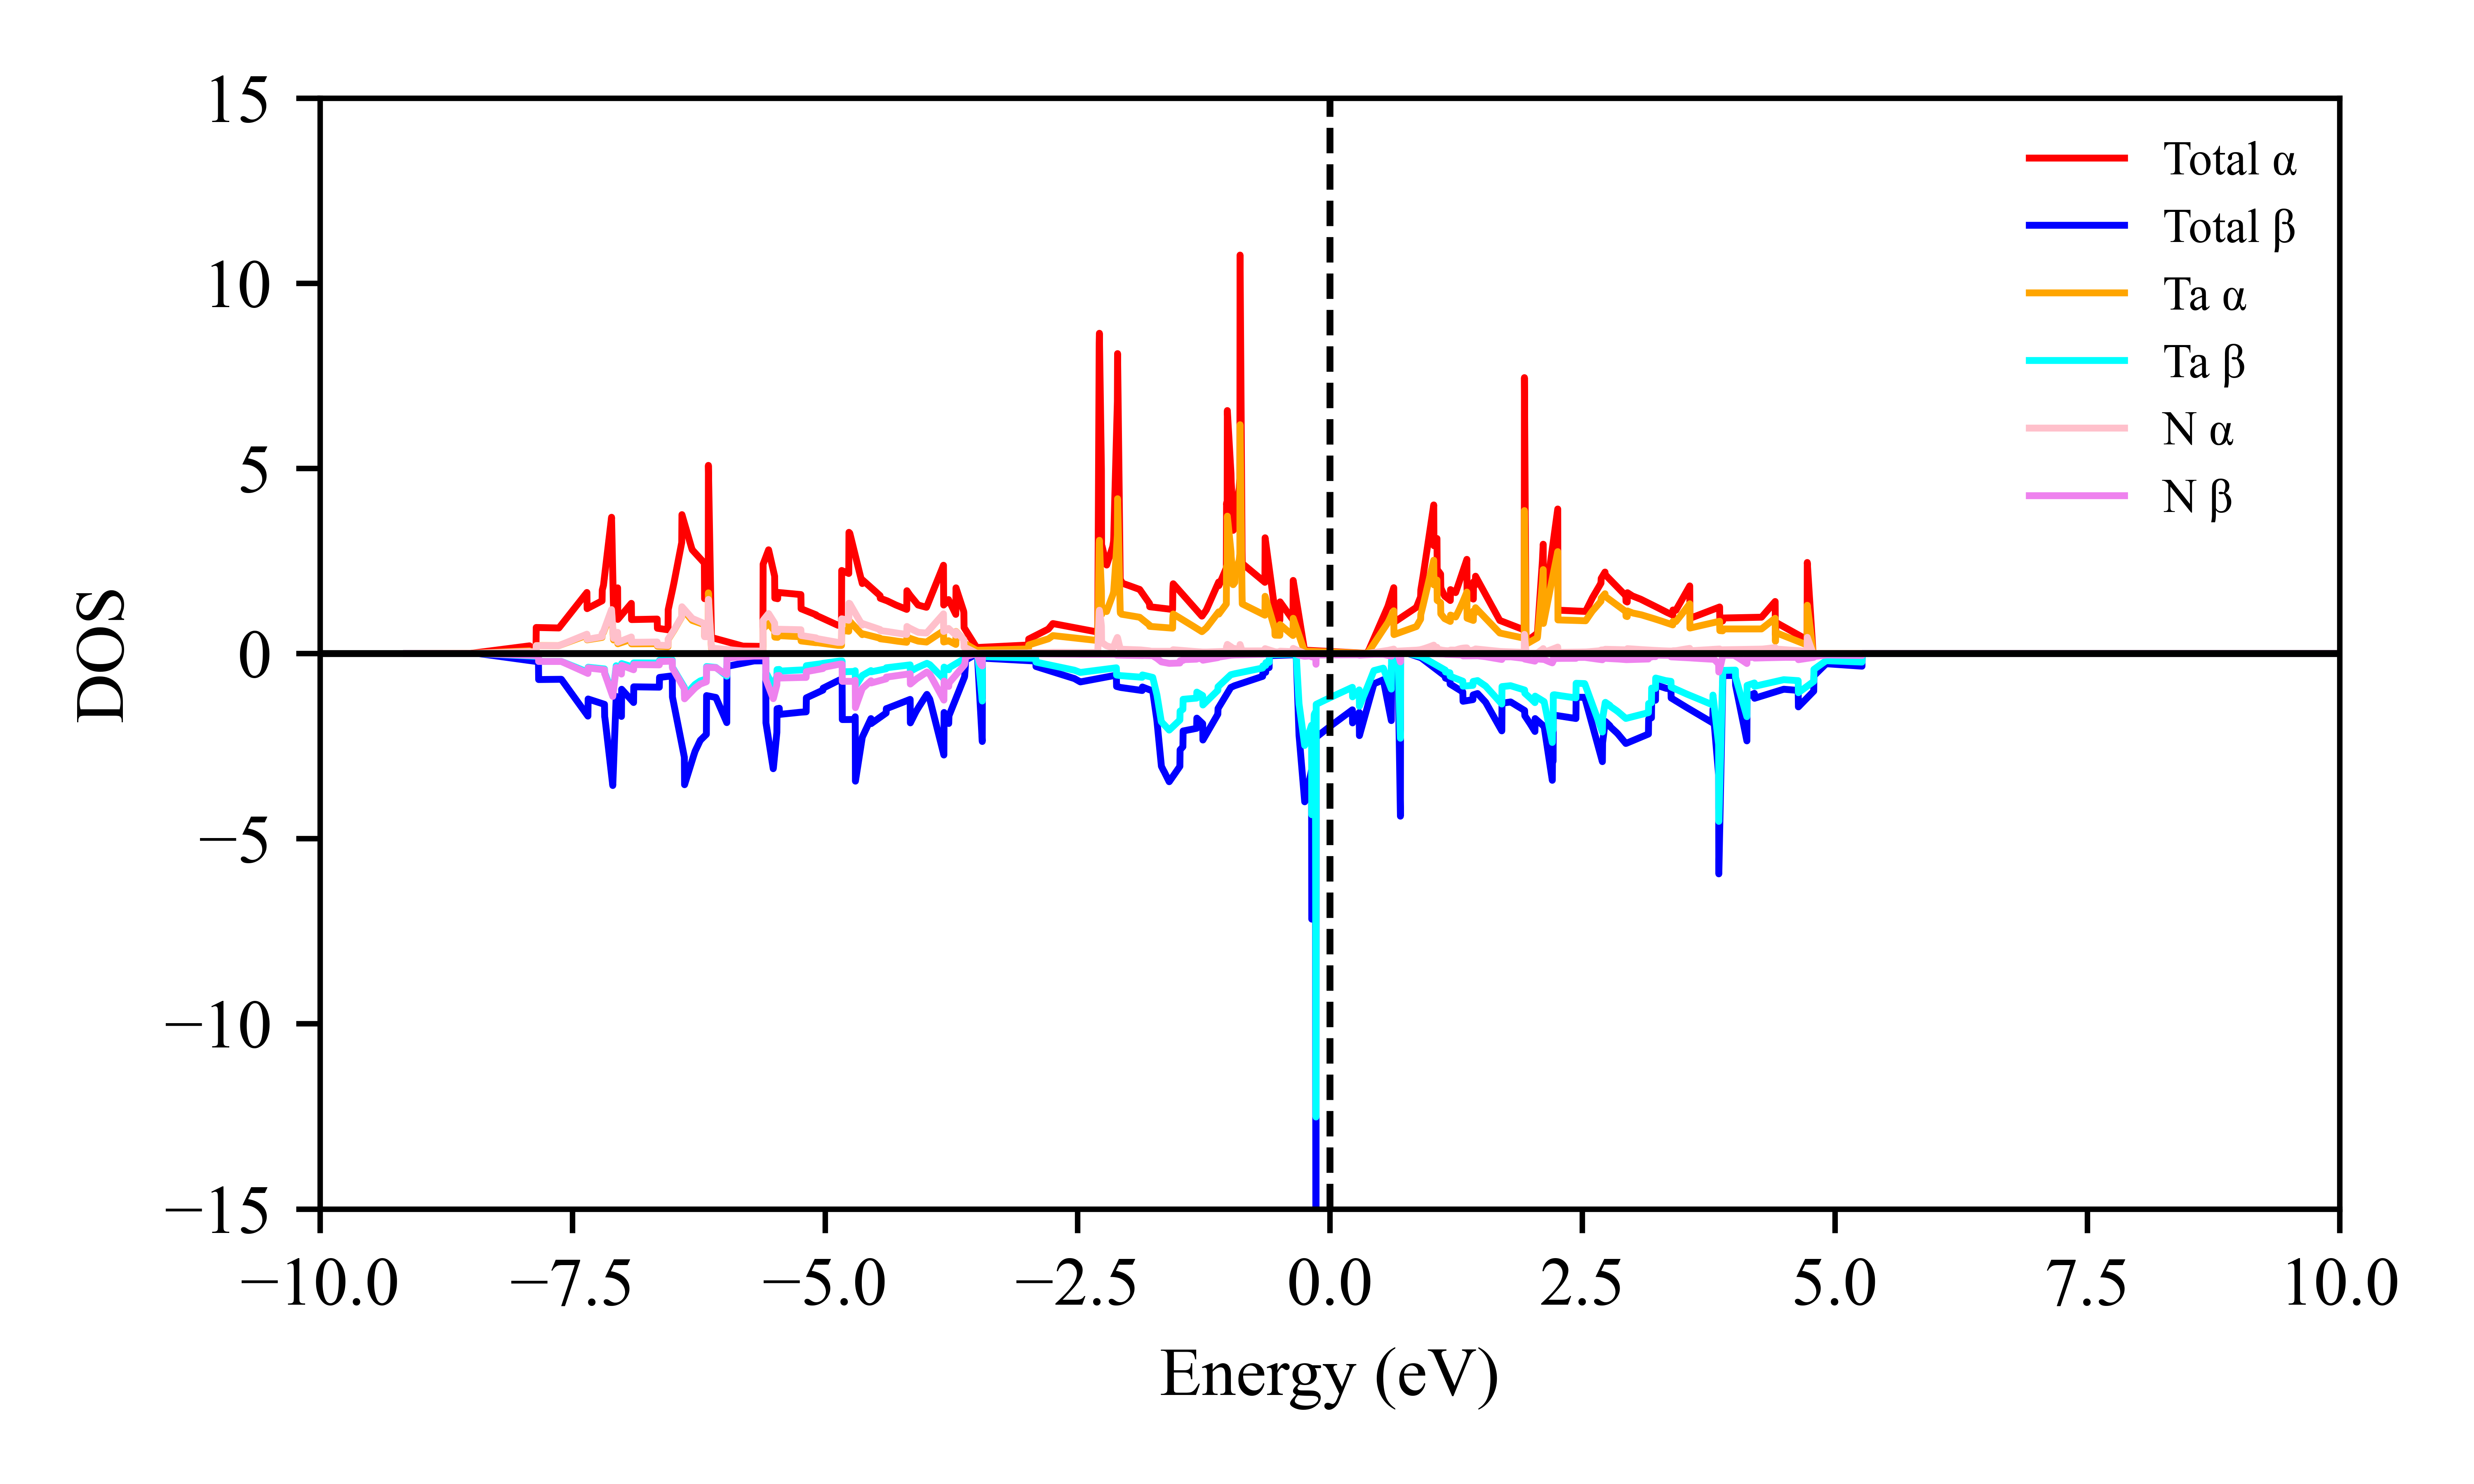 15
10
5
0
−5
−10
−15
DOS
−10.0 −7.5 −5.0 −2.5 0.0 2.5 5.0 7.5 10.0
Energy (eV)
Total α
Total β
Ta α
Ta β
N α
N β